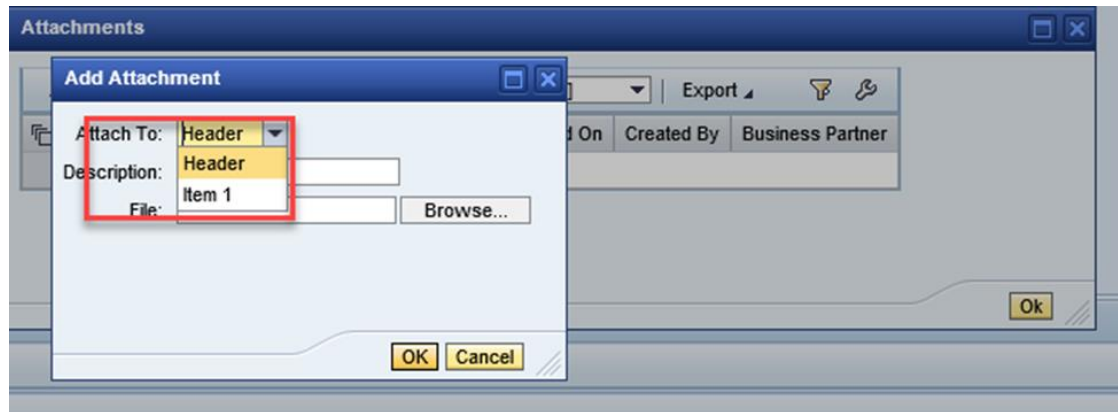 Attachments
Add Attachment
Export
Attach To: Header
d On Created By Business Partner
Header
Description:
Item 1
File: Browse...
Ok
OK Cancel